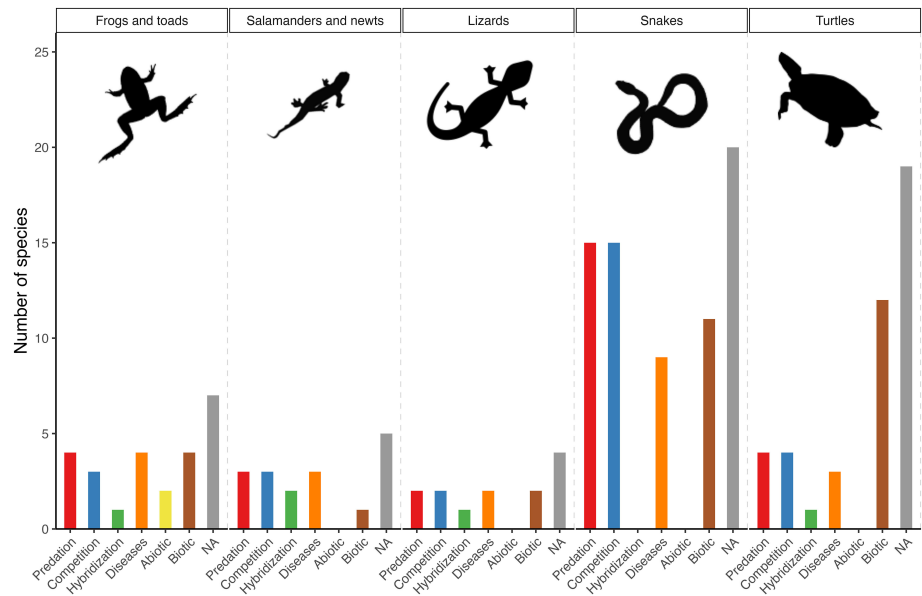 Frogs and toads
Salamanders and newts
Lizards
Snakes
Turtles
Number of species
25
20
15
10
5
0
Predation
Competition
Hybridization
Diseases
Abiotic
Biotic
NA
Predation
Competition
Hybridization
Diseases
Abiotic
Biotic
NA
Predation
Competition
Hybridization
Diseases
Abiotic
Biotic
NA
Predation
Competition
Hybridization
Diseases
Abiotic
Biotic
NA
Predation
Competition
Hybridization
Diseases
Abiotic
Biotic
NA